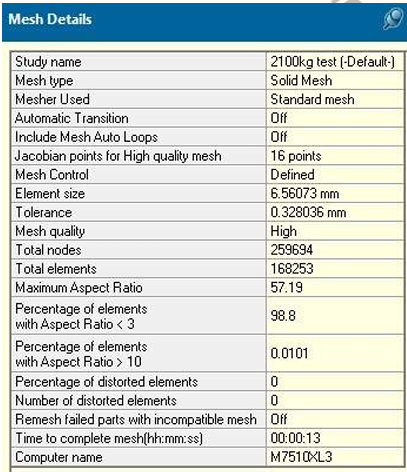 Mesh Details
Study name 2100kg test (-Default-)
Mesh type Solid Mesh
Mesher Used Standard mesh
Automatic Transition Off
Include Mesh Auto Loops Off
Jacobian points for High quality mesh 16 points
Mesh Control Defined
Element size 6.56073 mm
Tolerance 0.328036 mm
Mesh quality High
Total nodes 259694
Total elements 168253
Maximum Aspect Ratio 57.19
Percentage of elements
with Aspect Ratio < 3 98.8
Percentage of elements
with Aspect Ratio > 10 0.0101
Percentage of distorted elements 0
Number of distorted elements 0
Remesh failed parts with incompatible mesh Off
Time to complete mesh(hh:mm:ss) 00:00:13
Computer name M7510XL3